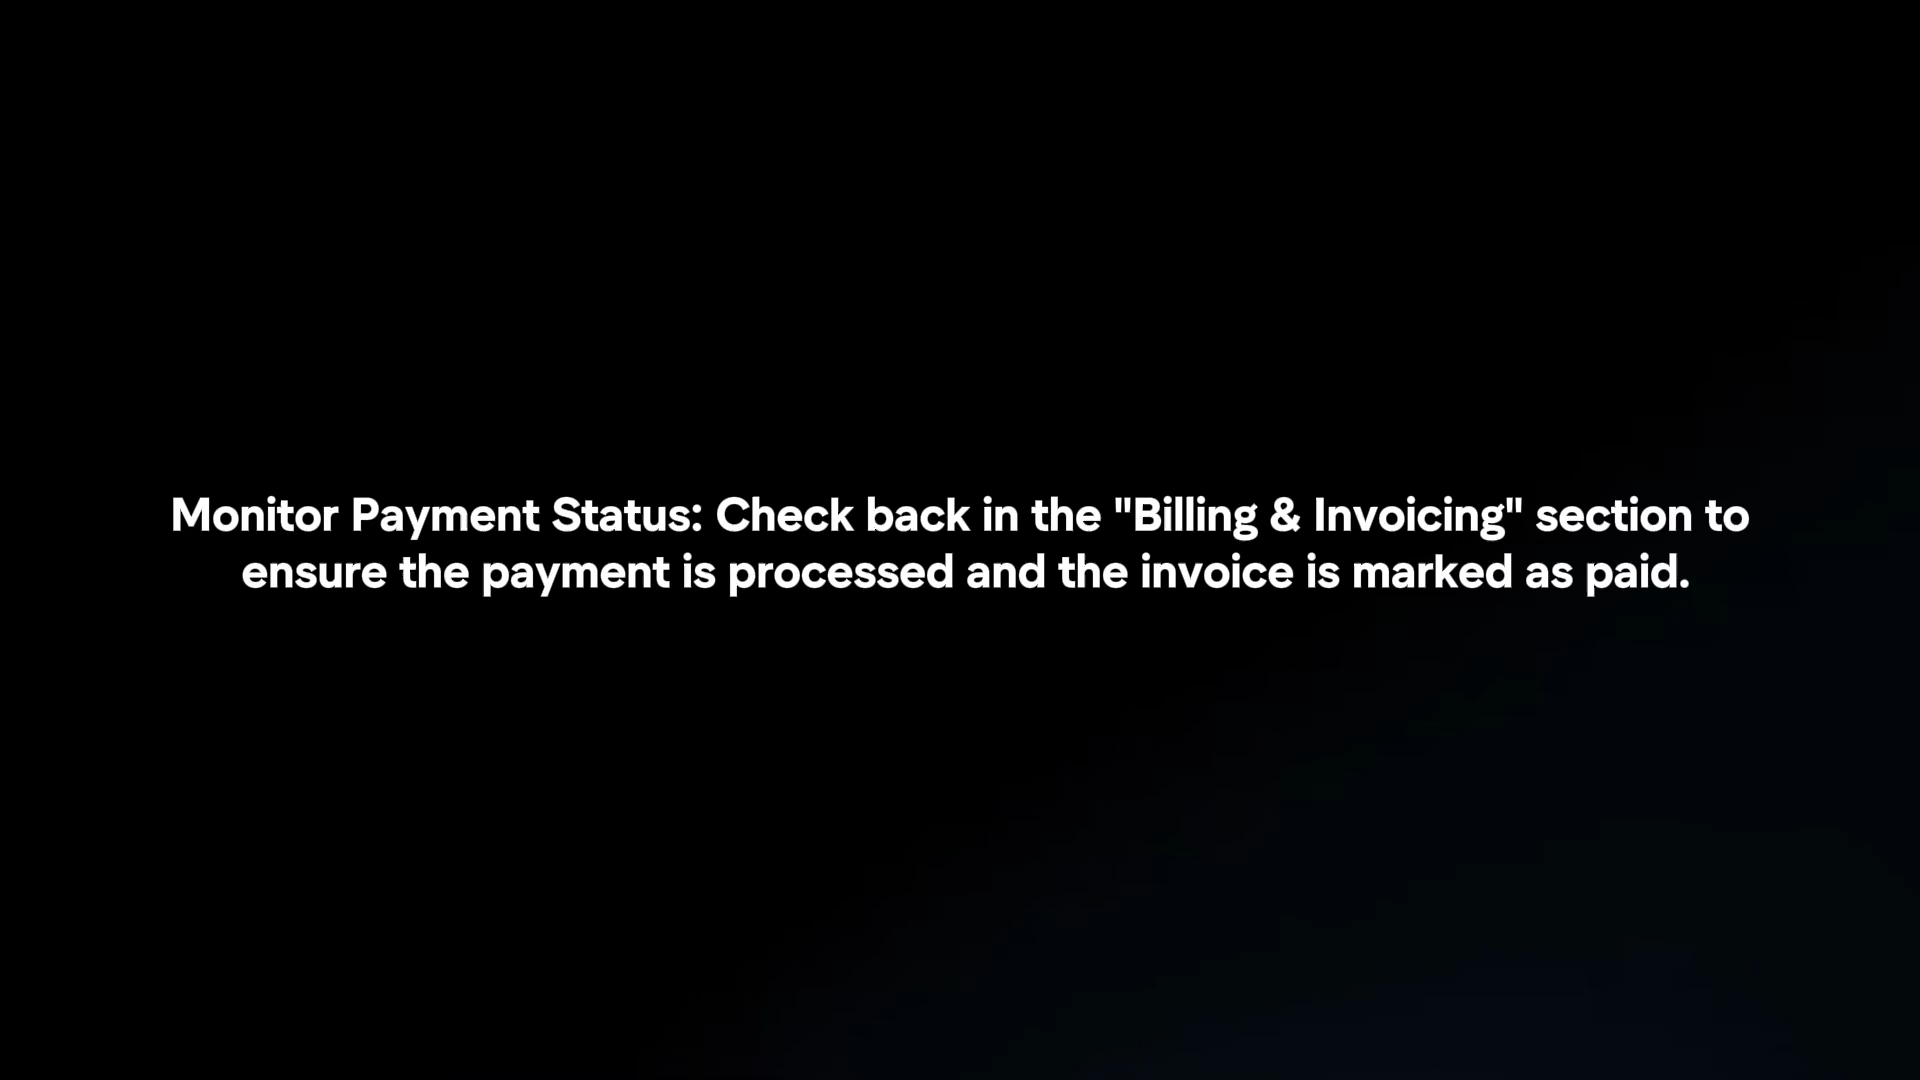 Monitor Payment Status: Check back in the "Billing & Invoicing" section to
ensure the payment is processed and the invoice is marked as paid.